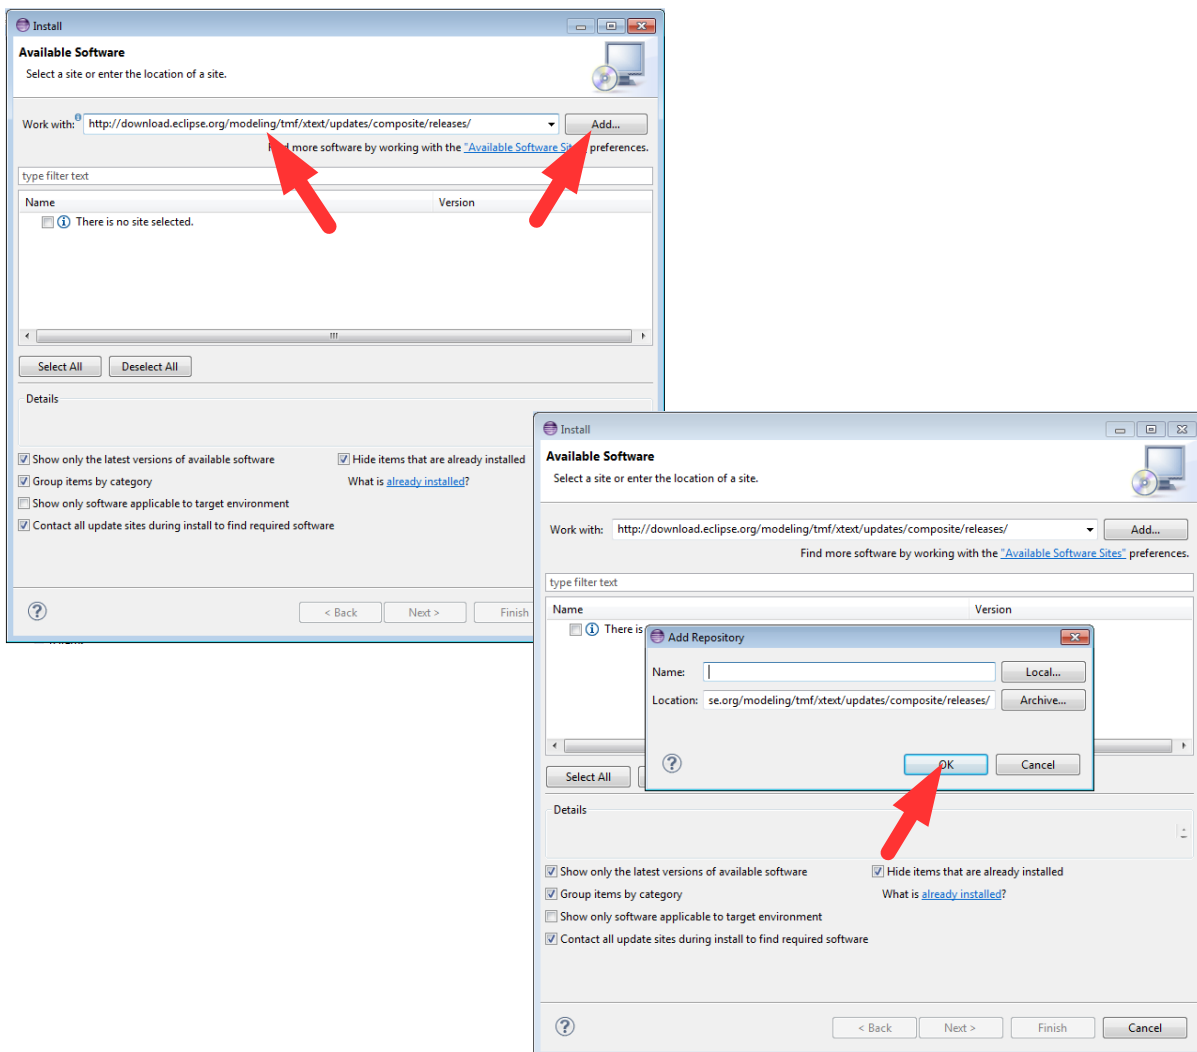 Install
Available Software
Select a site or enter the location of a site.
Work with: http://download.eclipse.org/modeling/tmf/xtext/updates/composite/releases/ Add...
more software by working with the "Available Software preferences.
type filter text
Name Version
There is no site selected.
Select All Deselect All
Details
Show only the latest versions of available software Hide items that are already installed
Group items by category What is already installed?
Show only software applicable to target environment
Contact all update sites during install to find required software
< Back Next > Finish
Install
Available Software
Select a site or enter the location of a site.
Work with: http://download.eclipse.org/modeling/tmf/xtext/updates/composite/releases/ Add...
Find more software by working with the "Available Software Sites" preferences.
type filter text
Name Version
There is
Add Repository
Name: Local...
Location: se.org/modeling/tmf/xtext/updates/composite/releases/ Archive...
OK Cancel
Select All
Details
Show only the latest versions of available software Hide items that are already installed
Group items by category What is already installed?
Show only software applicable to target environment
Contact all update sites during install to find required software
< Back Next > Finish Cancel